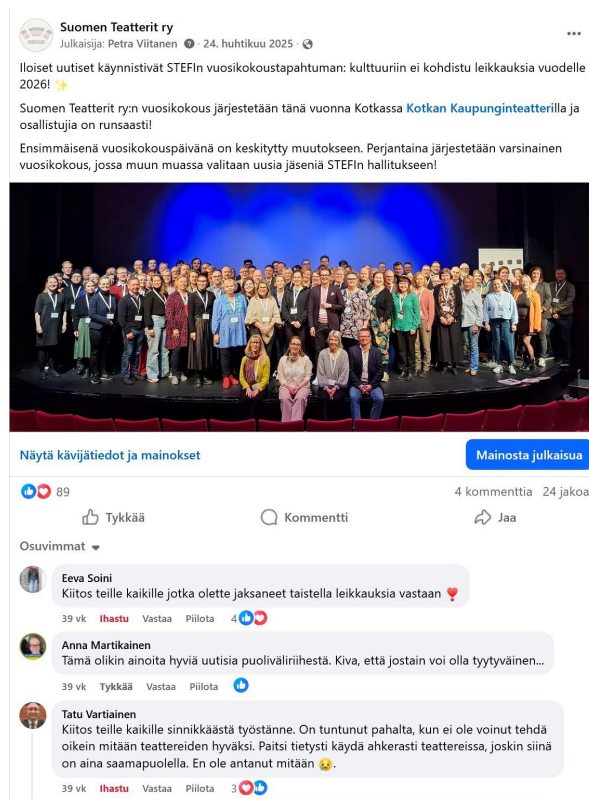 Suomen Teatterit ry
Julkaisija: Petra Viitanen · 24. huhtikuu 2025 ·
Iloiset uutiset käynnistivät STEFIn vuosikokoustapahtuman: kulttuuriin ei kohdistu leikkauksia vuodelle
2026! ✨
Suomen Teatterit ry:n vuosikokous järjestetään tänä vuonna Kotkassa Kotkan Kaupunginteatterilla ja
osallistujia on runsaasti!
Ensimmäisenä vuosikokouspäivänä on keskitytty muutokseen. Perjantaina järjestetään varsinainen
vuosikokous, jossa muun muassa valitaan uusia jäseniä STEFIn hallitukseen!
Näytä kävijätiedot ja mainokset
Mainosta julkaisua
89
4 kommenttia 24 jakoa
Tykkää Kommentti Jaa
Osuvimmat
Eeva Soini
Kiitos teille kaikille jotka olette jaksaneet taistella leikkauksia vastaan ❣️
39 vk Ihastu Vastaa Piilota 4
Anna Martikainen
Tämä olikin ainoita hyviä uutisia puoliväliriihestä. Kiva, että jostain voi olla tyytyväinen...
39 vk Tykkää Vastaa Piilota
Tatu Vartiainen
Kiitos teille kaikille sinnikkäästä työstänne. On tuntunut pahalta, kun ei ole voinut tehdä
oikein mitään teattereiden hyväksi. Paitsi tietysti käydä ahkerasti teattereissa, joskin siinä
on aina saamapuolella. En ole antanut mitään 😥.
39 vk Ihastu Vastaa Piilota 3